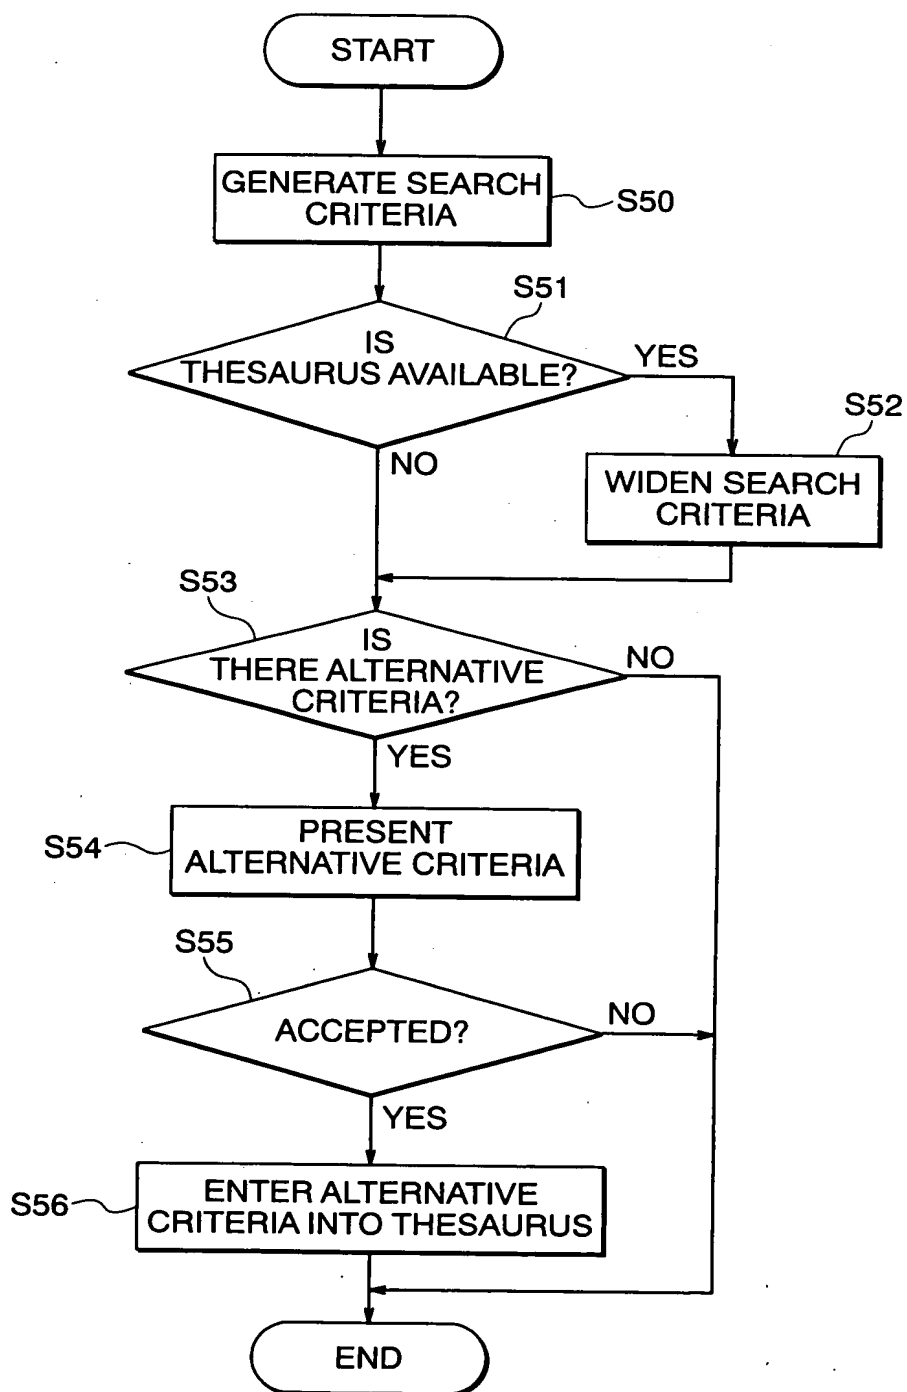 START
GENERATE SEARCH
CRITERIA
S50
S51
IS
THESAURUS AVAILABLE?
YES
S52
NO
WIDEN SEARCH
CRITERIA
S53
IS
THERE ALTERNATIVE
CRITERIA?
NO
YES
S54
PRESENT
ALTERNATIVE CRITERIA
S55
ACCEPTED?
NO
YES
S56
ENTER ALTERNATIVE
CRITERIA INTO THESAURUS
END